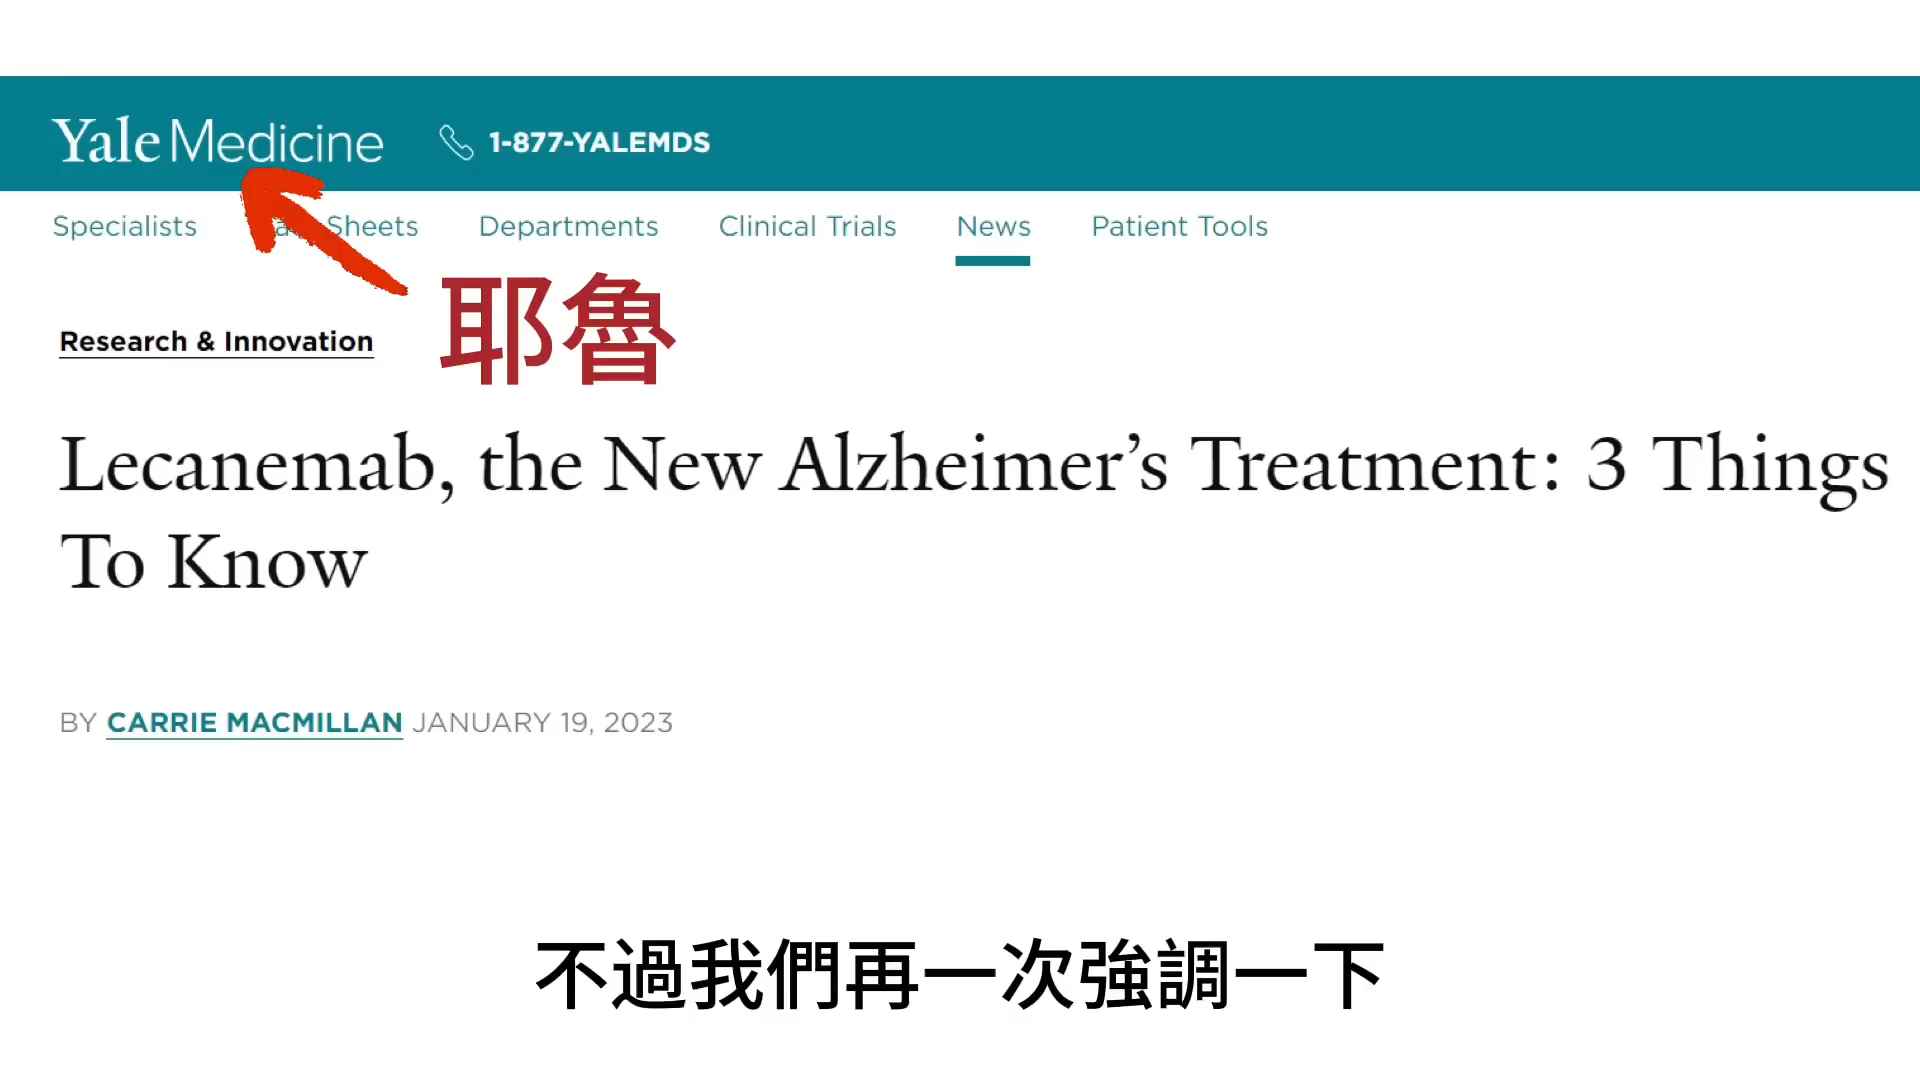 Yale Medicine 1-877-YALEMDS
Specialists Sheets Departments Clinical Trials News Patient Tools
耶魯
Research & Innovation
Lecanemab, the New Alzheimer’s Treatment: 3 Things
To Know
BY CARRIE MACMILLAN JANUARY 19, 2023
不過我們再一次強調一下